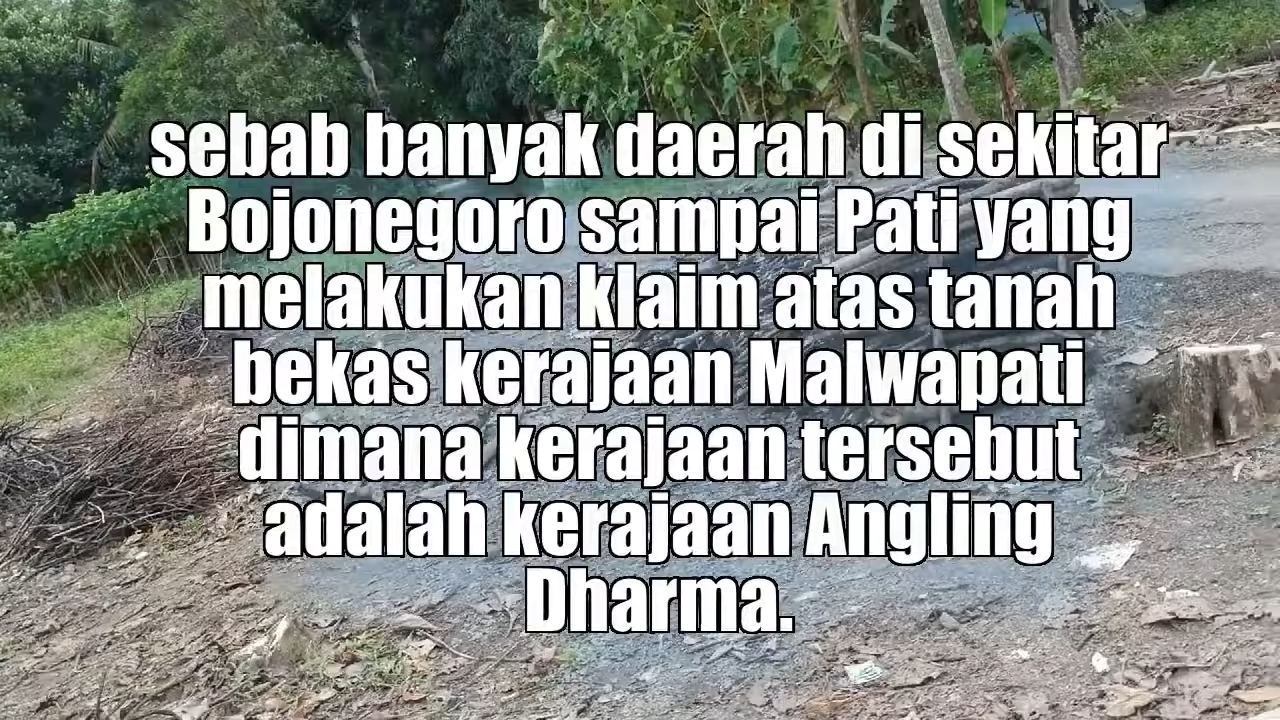 sebab banyak daerah di sekitar
Bojonegoro sampai Pati yang
melakukan klaim atas tanah
bekas kerajaan Malwapati
dimana kerajaan tersebut
adalah kerajaan Angling
Dharma.